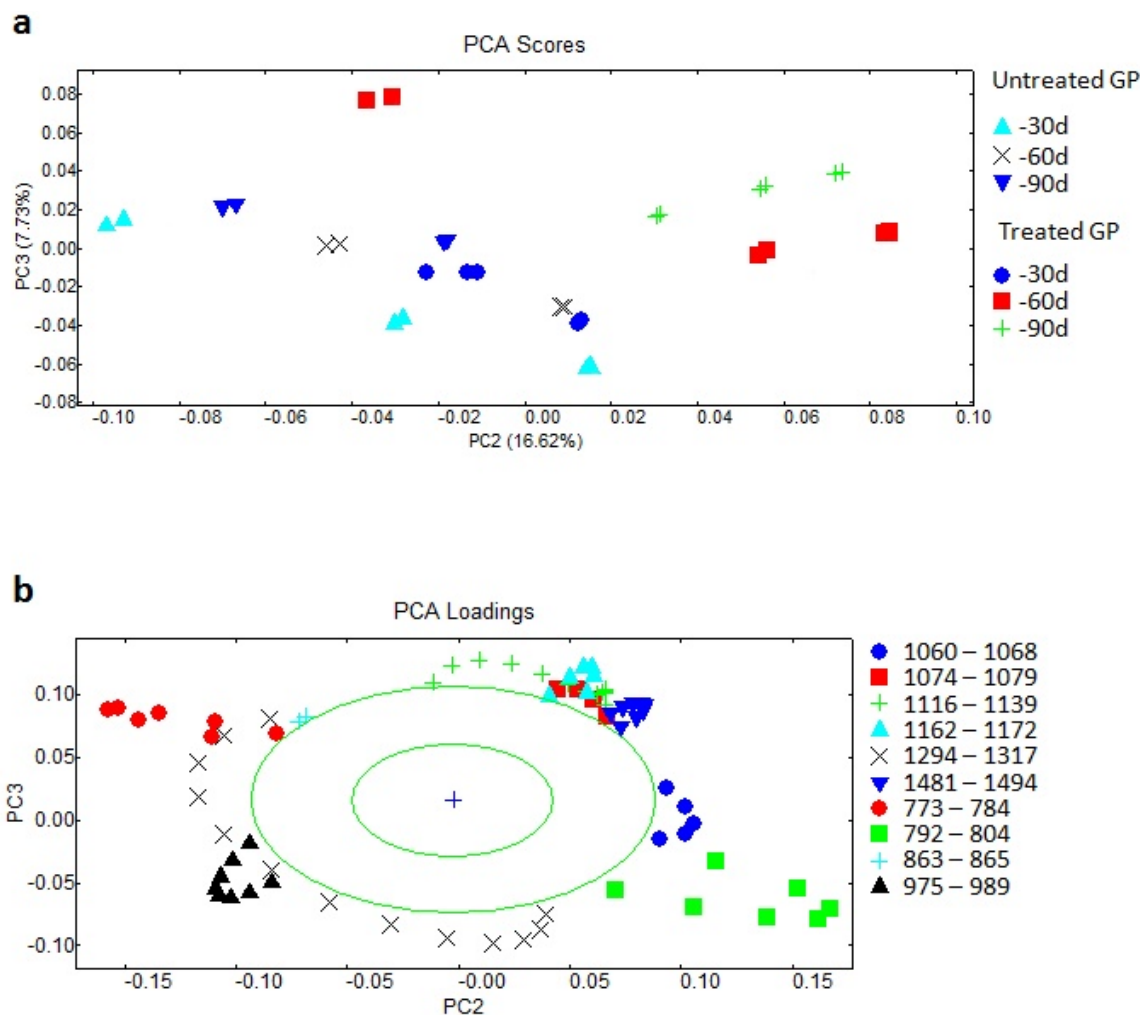 a
PCA Scores
0.08
0.06
0.04
0.02
0.00
-0.02
-0.04
-0.06
-0.08
PC3 (7.73%)
-0.10 -0.08 -0.06 -0.04 -0.02 0.00 0.02 0.04 0.06 0.08 0.10
PC2 (16.62%)
Untreated GP
-30d
-60d
-90d
Treated GP
-30d
-60d
-90d
b
PCA Loadings
0.10
0.05
0.00
-0.05
-0.10
PC3
-0.15 -0.10 -0.05 -0.00 0.05 0.10 0.15
PC2
1060 – 1068
1074 – 1079
1116 – 1139
1162 – 1172
1294 – 1317
1481 – 1494
773 – 784
792 – 804
863 – 865
975 – 989